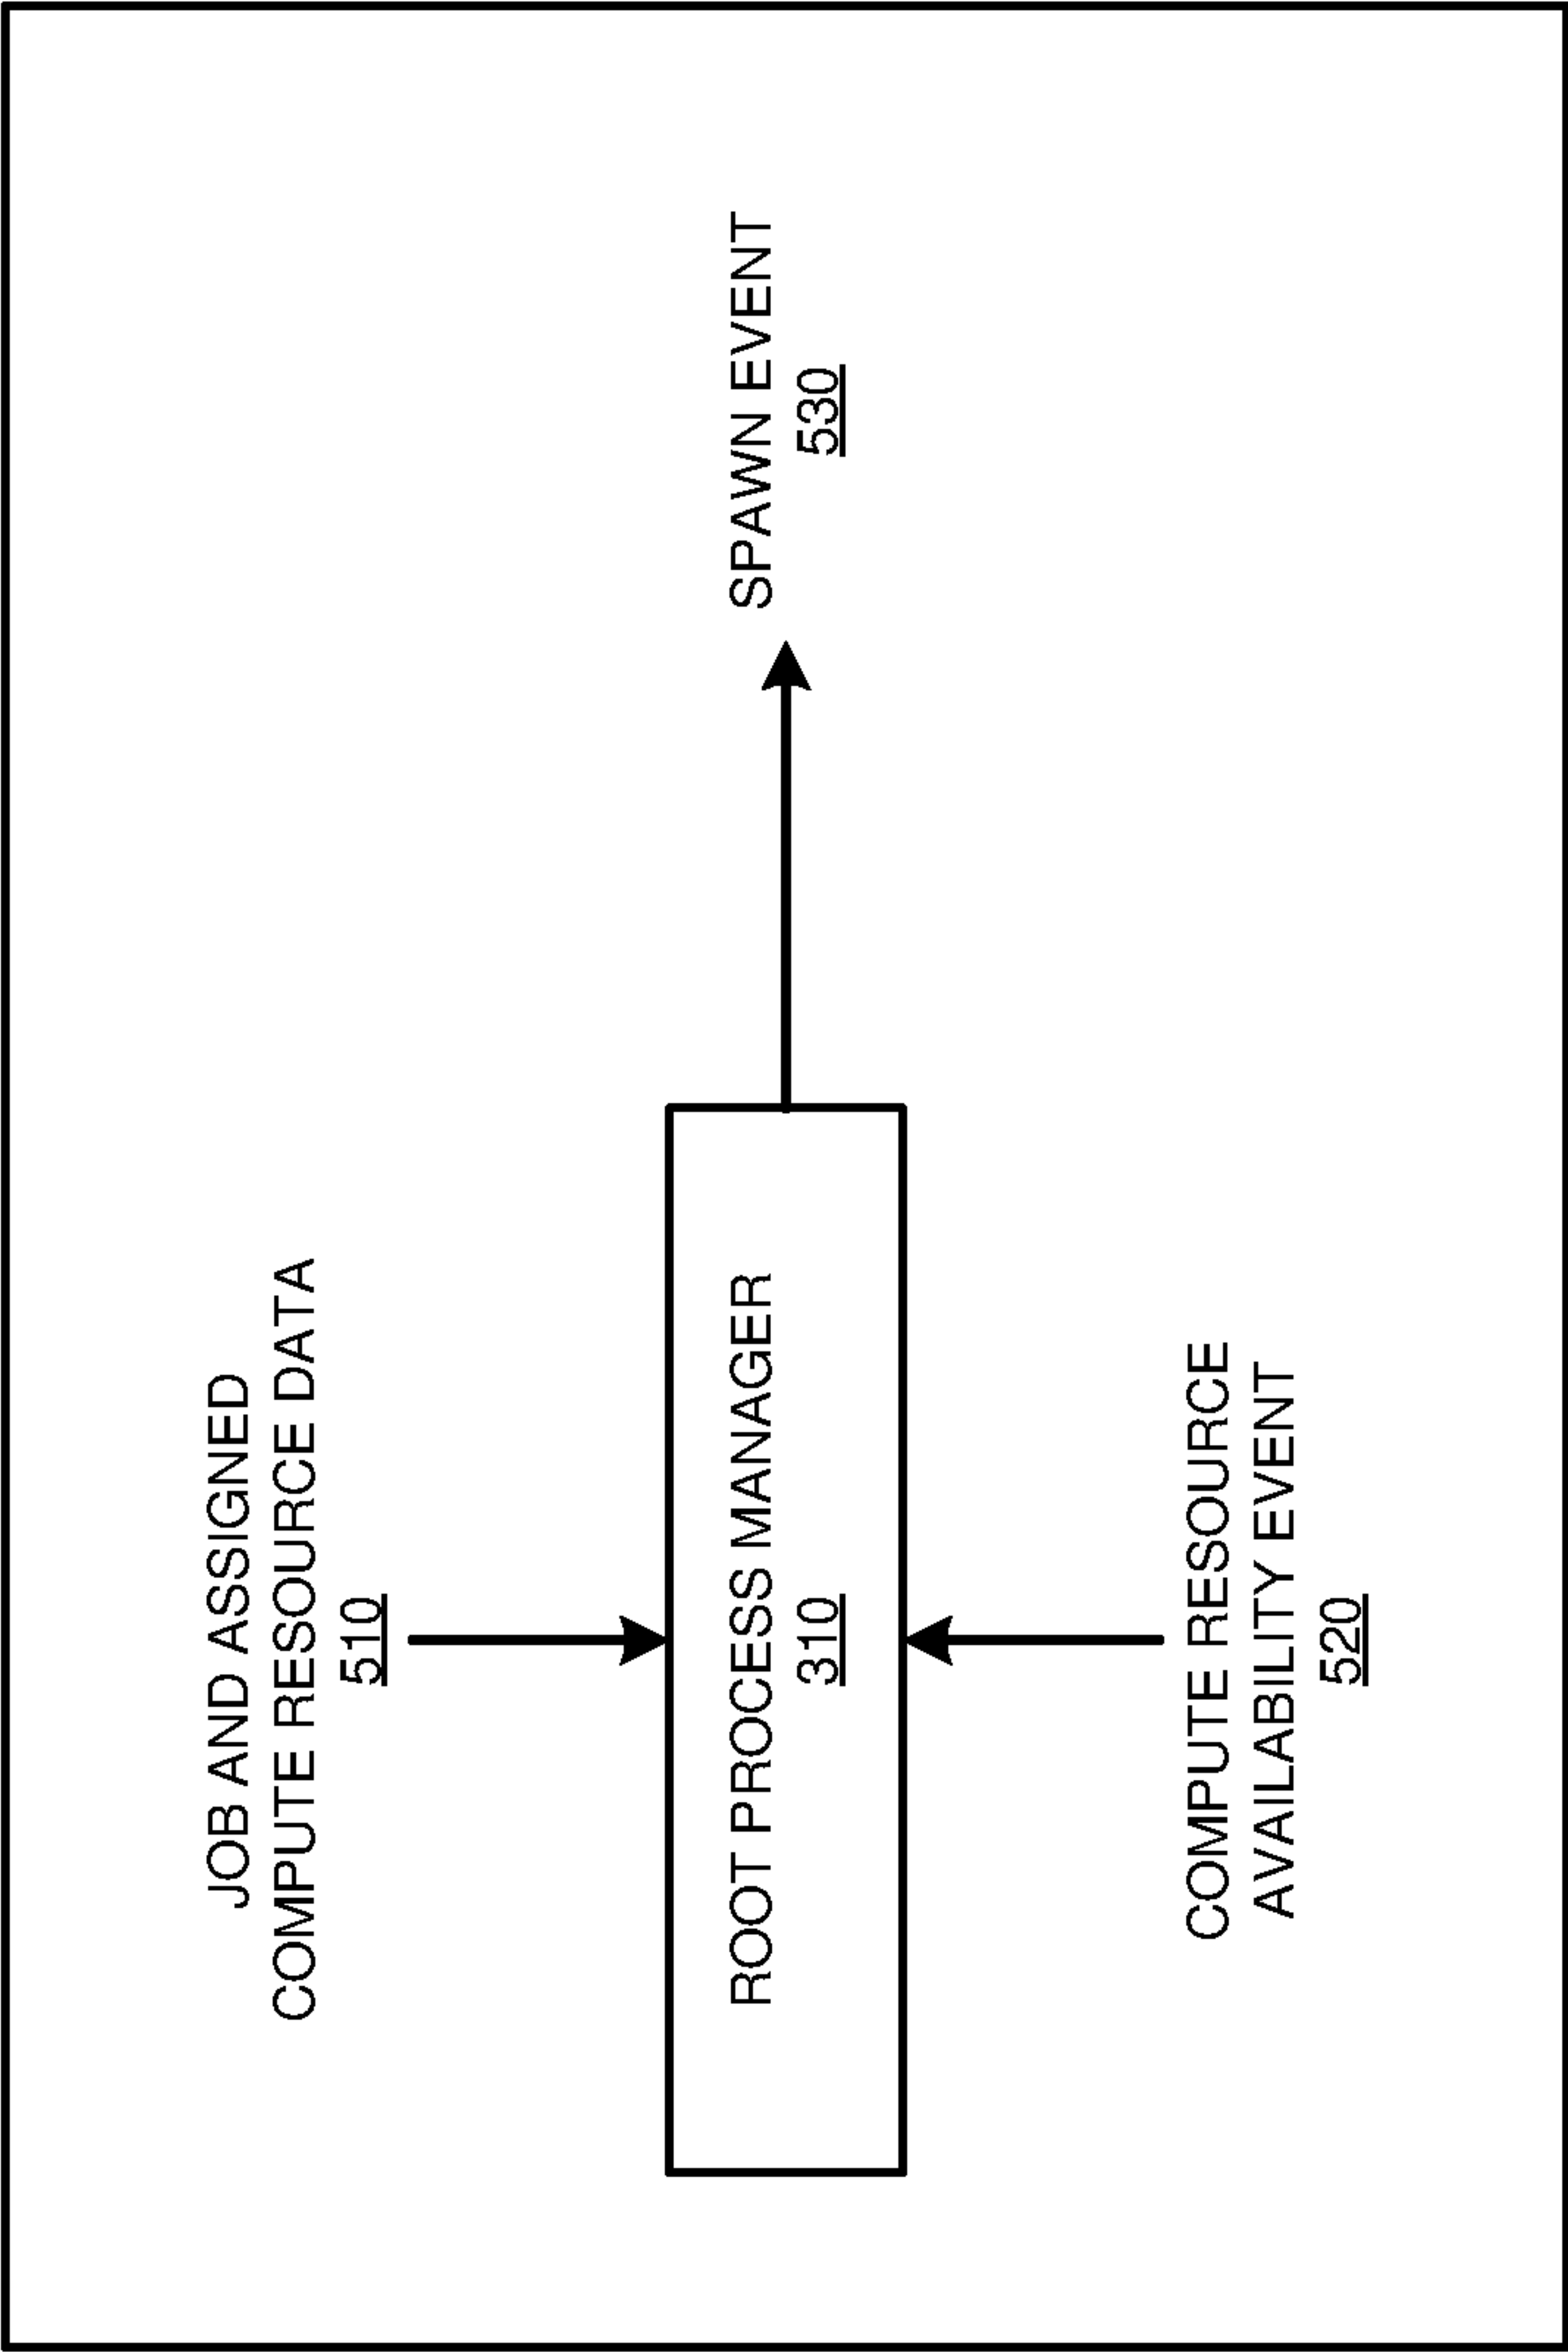 JOB AND ASSIGNED
COMPUTE RESOURCE DATA
510
ROOT PROCESS MANAGER
310
SPAWN EVENT
530
COMPUTE RESOURCE
AVAILABILITY EVENT
520